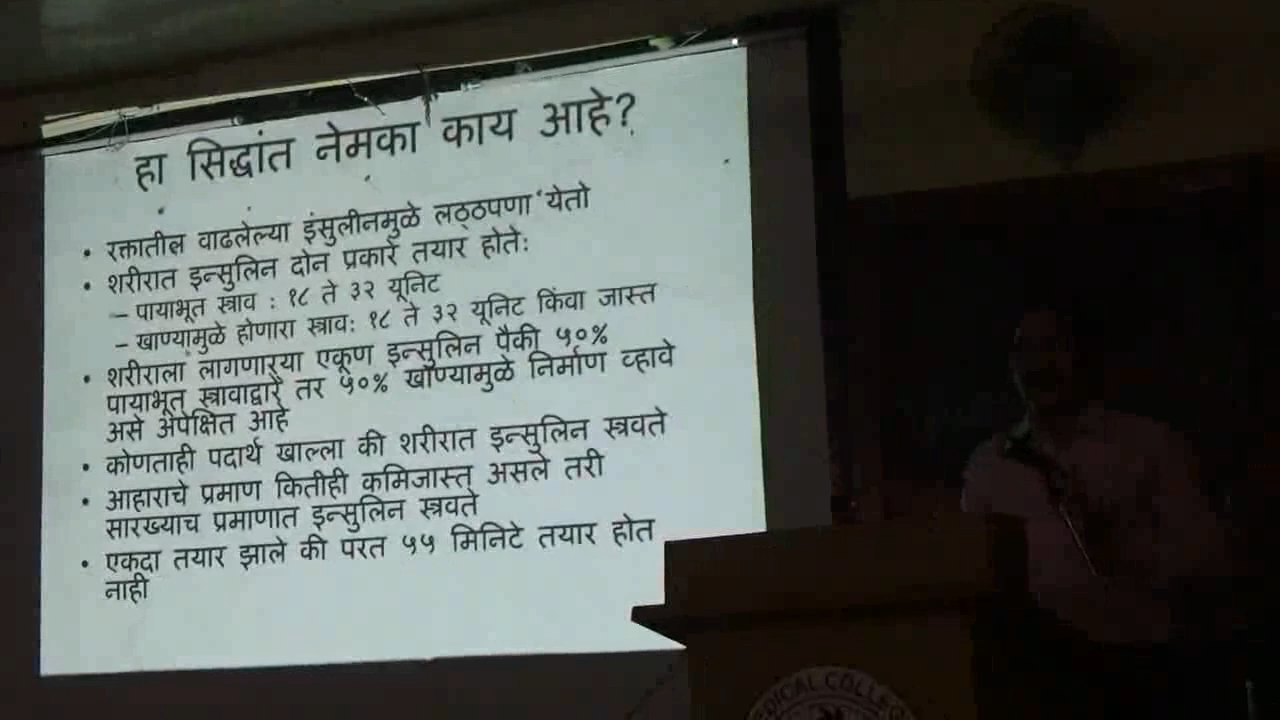 हा सिद्धांत नेमका काय आहे?
• रक्तातील वाढलेल्या इंसुलीनमुळे लठ्ठपणा येतो
• शरीरात इन्सुलिन दोन प्रकारे तयार होते:
– पायाभूत स्त्राव : १८ ते ३२ यूनिट
– खाण्यामुळे होणारा स्त्राव: १८ ते ३२ यूनिट किंवा जास्त
• शरीराला लागणाऱ्या एकूण इन्सुलिन पैकी ५०%
पायाभूत स्त्रावाद्वारे तर ५०% खाण्यामुळे निर्माण व्हावे
असे अपेक्षित आहे
• कोणताही पदार्थ खाल्ला की शरीरात इन्सुलिन स्त्रवते
• आहाराचे प्रमाण कितीही कमिजास्त असले तरी
सारख्याच प्रमाणात इन्सुलिन स्त्रवते
• एकदा तयार झाले की परत ५५ मिनिटे तयार होत
नाही
EDICAL COLLEG